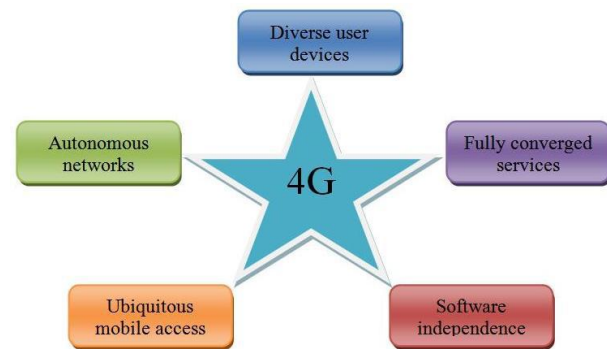 Diverse user
devices
Autonomous
networks
Fully converged
services
4G
Ubiquitous
mobile access
Software
independence